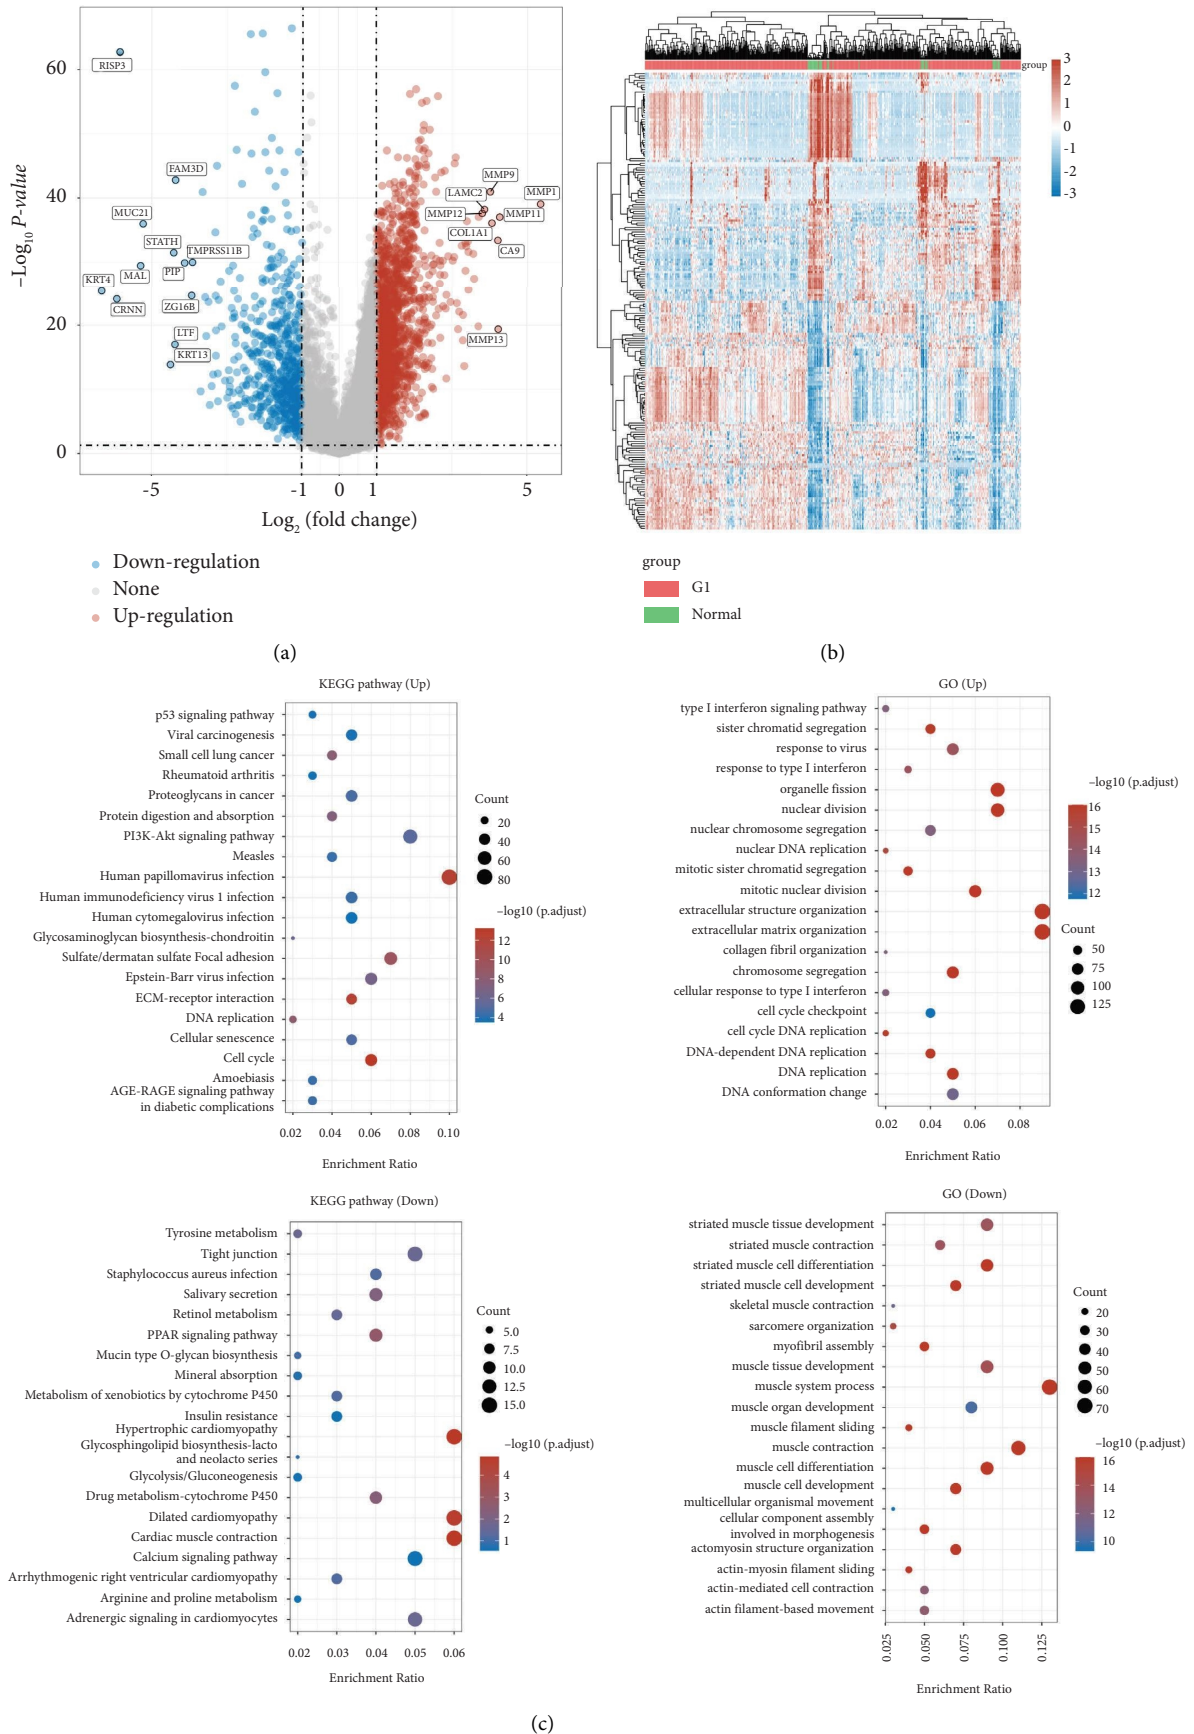 60
40
20
0
−Log10 P-value
RISP3
FAM3D
MUC21
STATH
TMPRSS11B
MAL
PIP
KRT4
CRNN
ZG16B
LTF
KRT13
MMP9
LAMC2
MMP1
MMP12
MMP11
COL1A1
CA9
MMP13
-5
-1
0
1
5
Log2 (fold change)
Down-regulation
None
Up-regulation
(a)
group
3
2
1
0
-1
-2
-3
group
G1
Normal
(b)
KEGG pathway (Up)
p53 signaling pathway
Viral carcinogenesis
Small cell lung cancer
Rheumatoid arthritis
Proteoglycans in cancer
Protein digestion and absorption
PI3K-Akt signaling pathway
Measles
Human papillomavirus infection
Human immunodeficiency virus 1 infection
Human cytomegalovirus infection
Glycosaminoglycan biosynthesis-chondroitin
Sulfate/dermatan sulfate Focal adhesion
Epstein-Barr virus infection
ECM-receptor interaction
DNA replication
Cellular senescence
Cell cycle
Amoebiasis
AGE-RAGE signaling pathway
in diabetic complications
0.02 0.04 0.06 0.08 0.10
Enrichment Ratio
Count
20
40
60
80
−log10 (p.adjust)
12
10
8
6
4
GO (Up)
type I interferon signaling pathway
sister chromatid segregation
response to virus
response to type I interferon
organelle fission
nuclear division
nuclear chromosome segregation
nuclear DNA replication
mitotic sister chromatid segregation
mitotic nuclear division
extracellular structure organization
extracellular matrix organization
collagen fibril organization
chromosome segregation
cellular response to type I interferon
cell cycle checkpoint
cell cycle DNA replication
DNA-dependent DNA replication
DNA replication
DNA conformation change
0.02 0.04 0.06 0.08
Enrichment Ratio
−log10 (p.adjust)
16
15
14
13
12
Count
50
75
100
125
KEGG pathway (Down)
Tyrosine metabolism
Tight junction
Staphylococcus aureus infection
Salivary secretion
Retinol metabolism
PPAR signaling pathway
Mucin type O-glycan biosynthesis
Mineral absorption
Metabolism of xenobiotics by cytochrome P450
Insulin resistance
Hypertrophic cardiomyopathy
Glycosphingolipid biosynthesis-lacto
and neolacto series
Glycolysis/Gluconeogenesis
Drug metabolism-cytochrome P450
Dilated cardiomyopathy
Cardiac muscle contraction
Calcium signaling pathway
Arrhythmogenic right ventricular cardiomyopathy
Arginine and proline metabolism
Adrenergic signaling in cardiomyocytes
0.02 0.03 0.04 0.05 0.06
Enrichment Ratio
Count
5.0
7.5
10.0
12.5
15.0
−log10 (p.adjust)
4
3
2
1
GO (Down)
striated muscle tissue development
striated muscle contraction
striated muscle cell differentiation
striated muscle cell development
skeletal muscle contraction
sarcomere organization
myofibril assembly
muscle tissue development
muscle system process
muscle organ development
muscle filament sliding
muscle contraction
muscle cell differentiation
muscle cell development
multicellular organismal movement
cellular component assembly
involved in morphogenesis
actomyosin structure organization
actin-myosin filament sliding
actin-mediated cell contraction
actin filament-based movement
0.025 0.050 0.075 0.100 0.125
Enrichment Ratio
Count
20
30
40
50
60
70
−log10 (p.adjust)
16
14
12
10
(c)